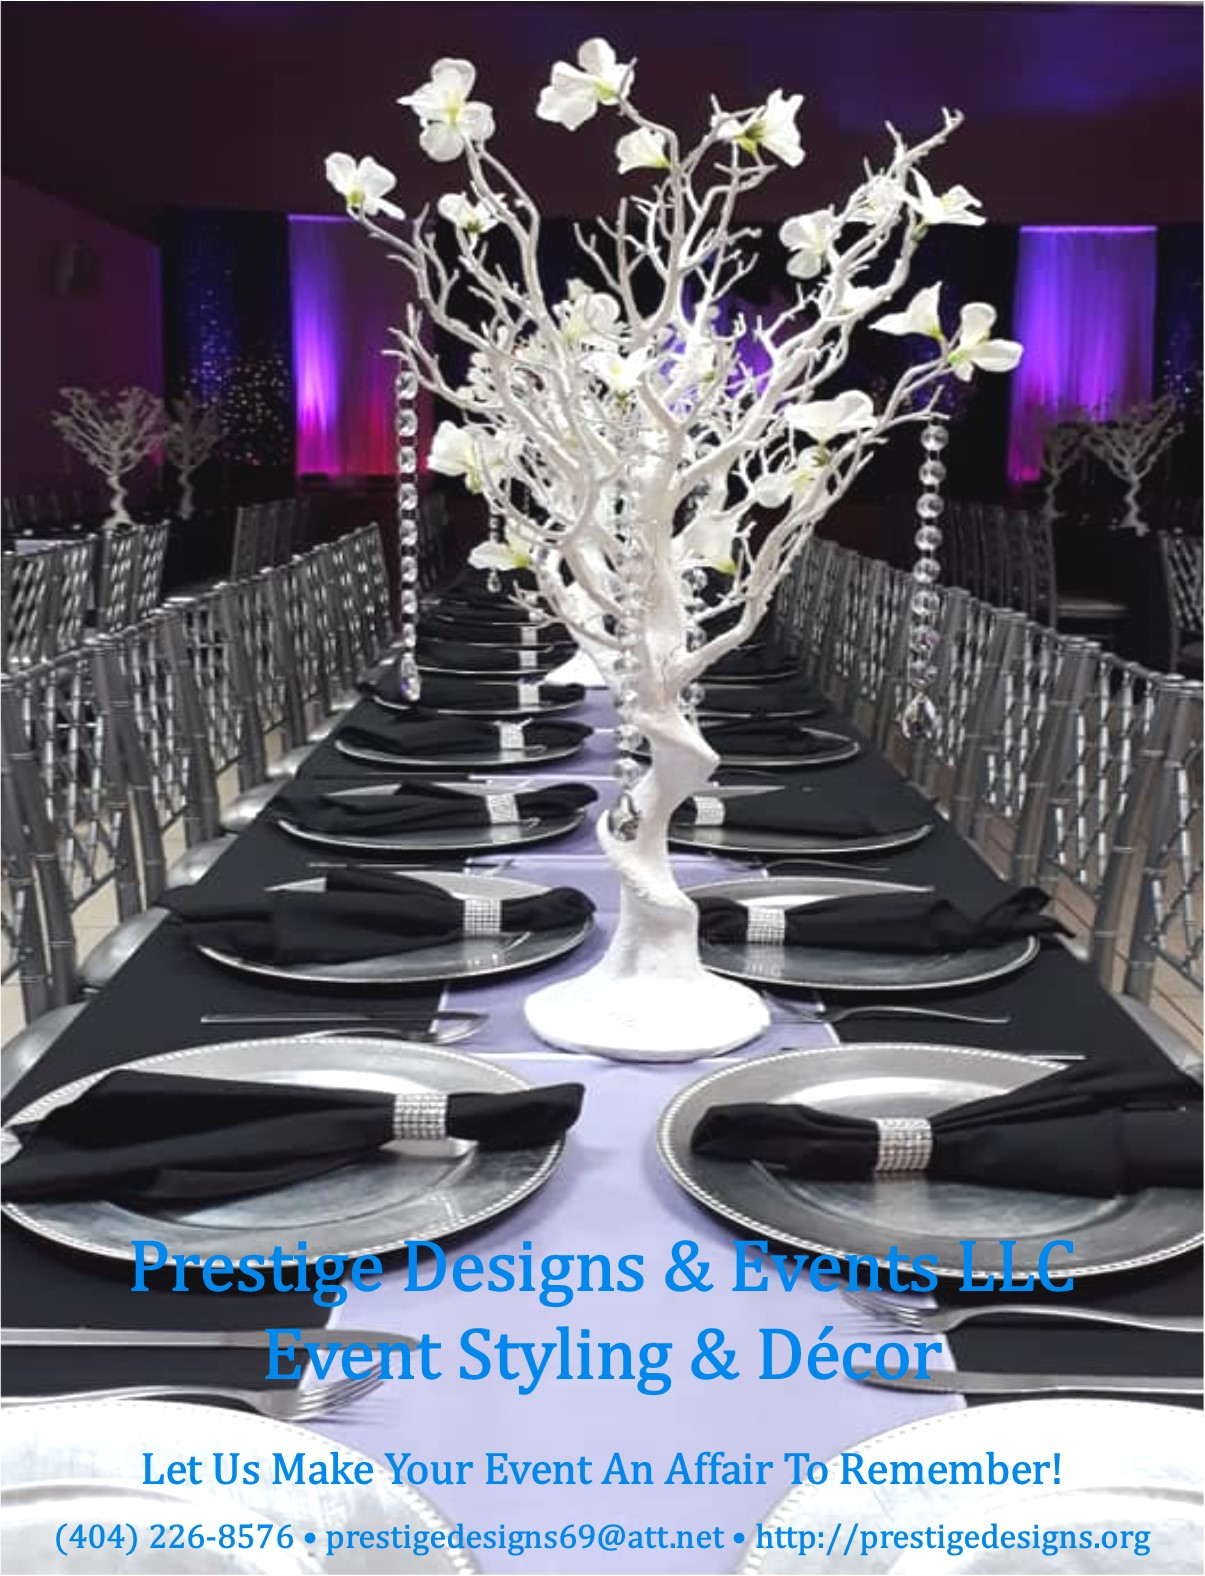 Prestige Designs & Events LLC
Event Styling & Décor
Let Us Make Your Event An Affair To Remember!
(404) 226-8576 • prestigedesigns69@att.net • http://prestigedesigns.org